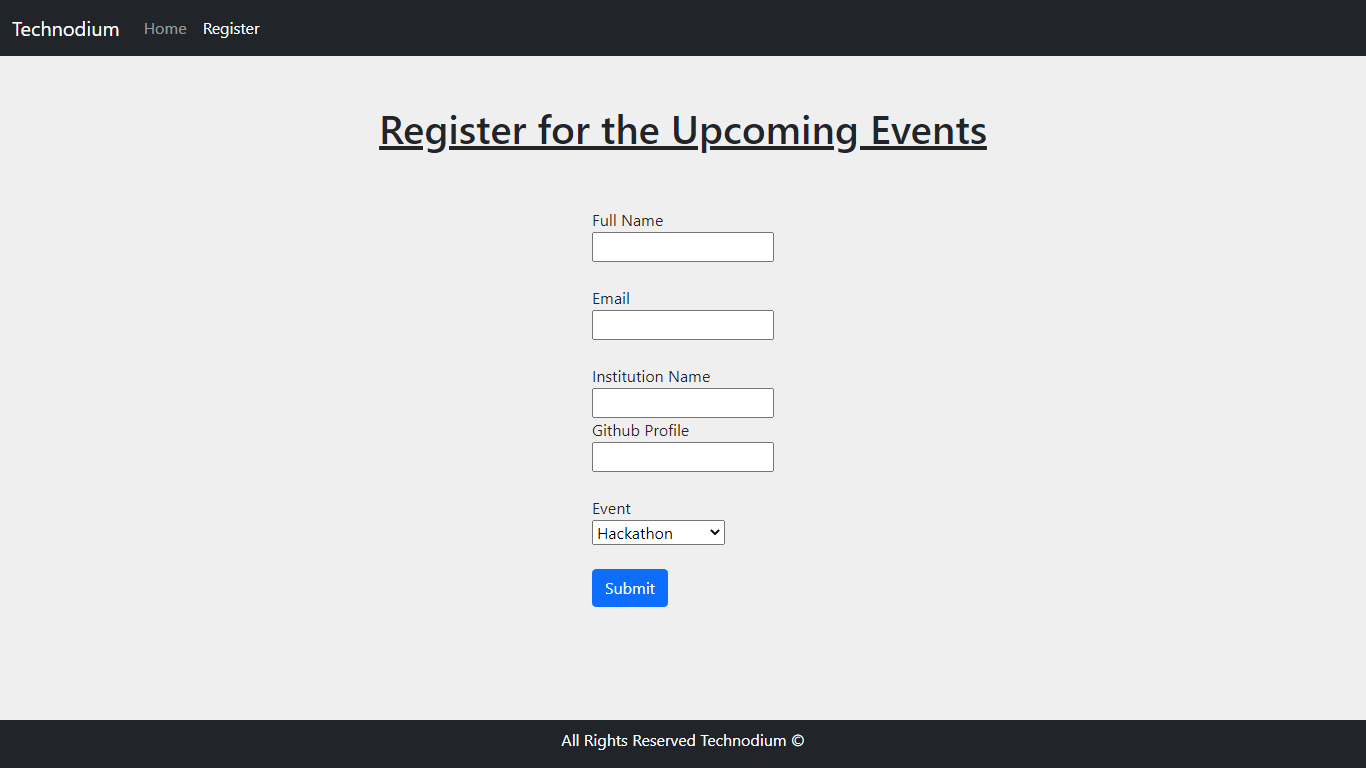 Technodium Home Register
Register for the Upcoming Events
Full Name
Email
Institution Name
Github Profile
Event
Hackathon
Submit
All Rights Reserved Technodium ©